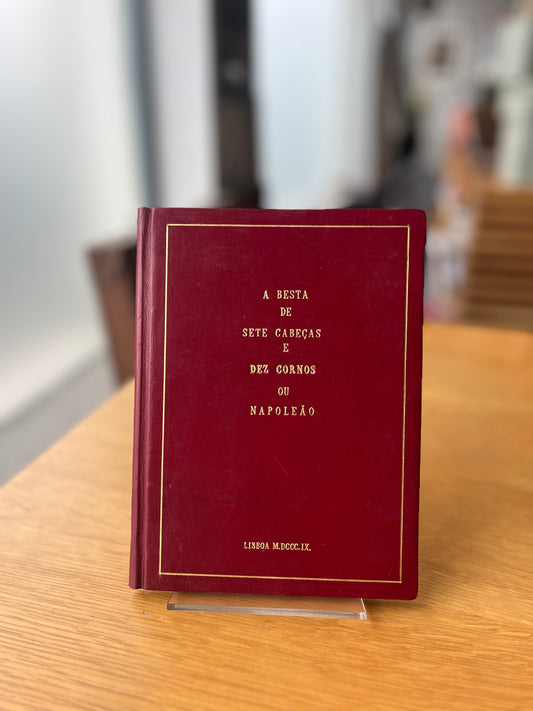 A BESTA
DE
SETE CABEÇAS
E
DEZ CORNOS
OU
NAPOLEÃO
LISBOA M.DCCC.IX.